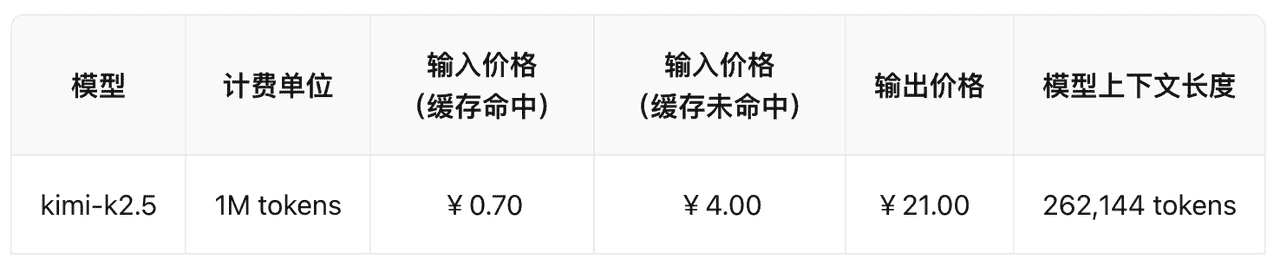 模型
计费单位
输入价格
（缓存命中）
输入价格
（缓存未命中）
输出价格
模型上下文长度
kimi-k2.5
1M tokens
¥ 0.70
¥ 4.00
¥ 21.00
262,144 tokens